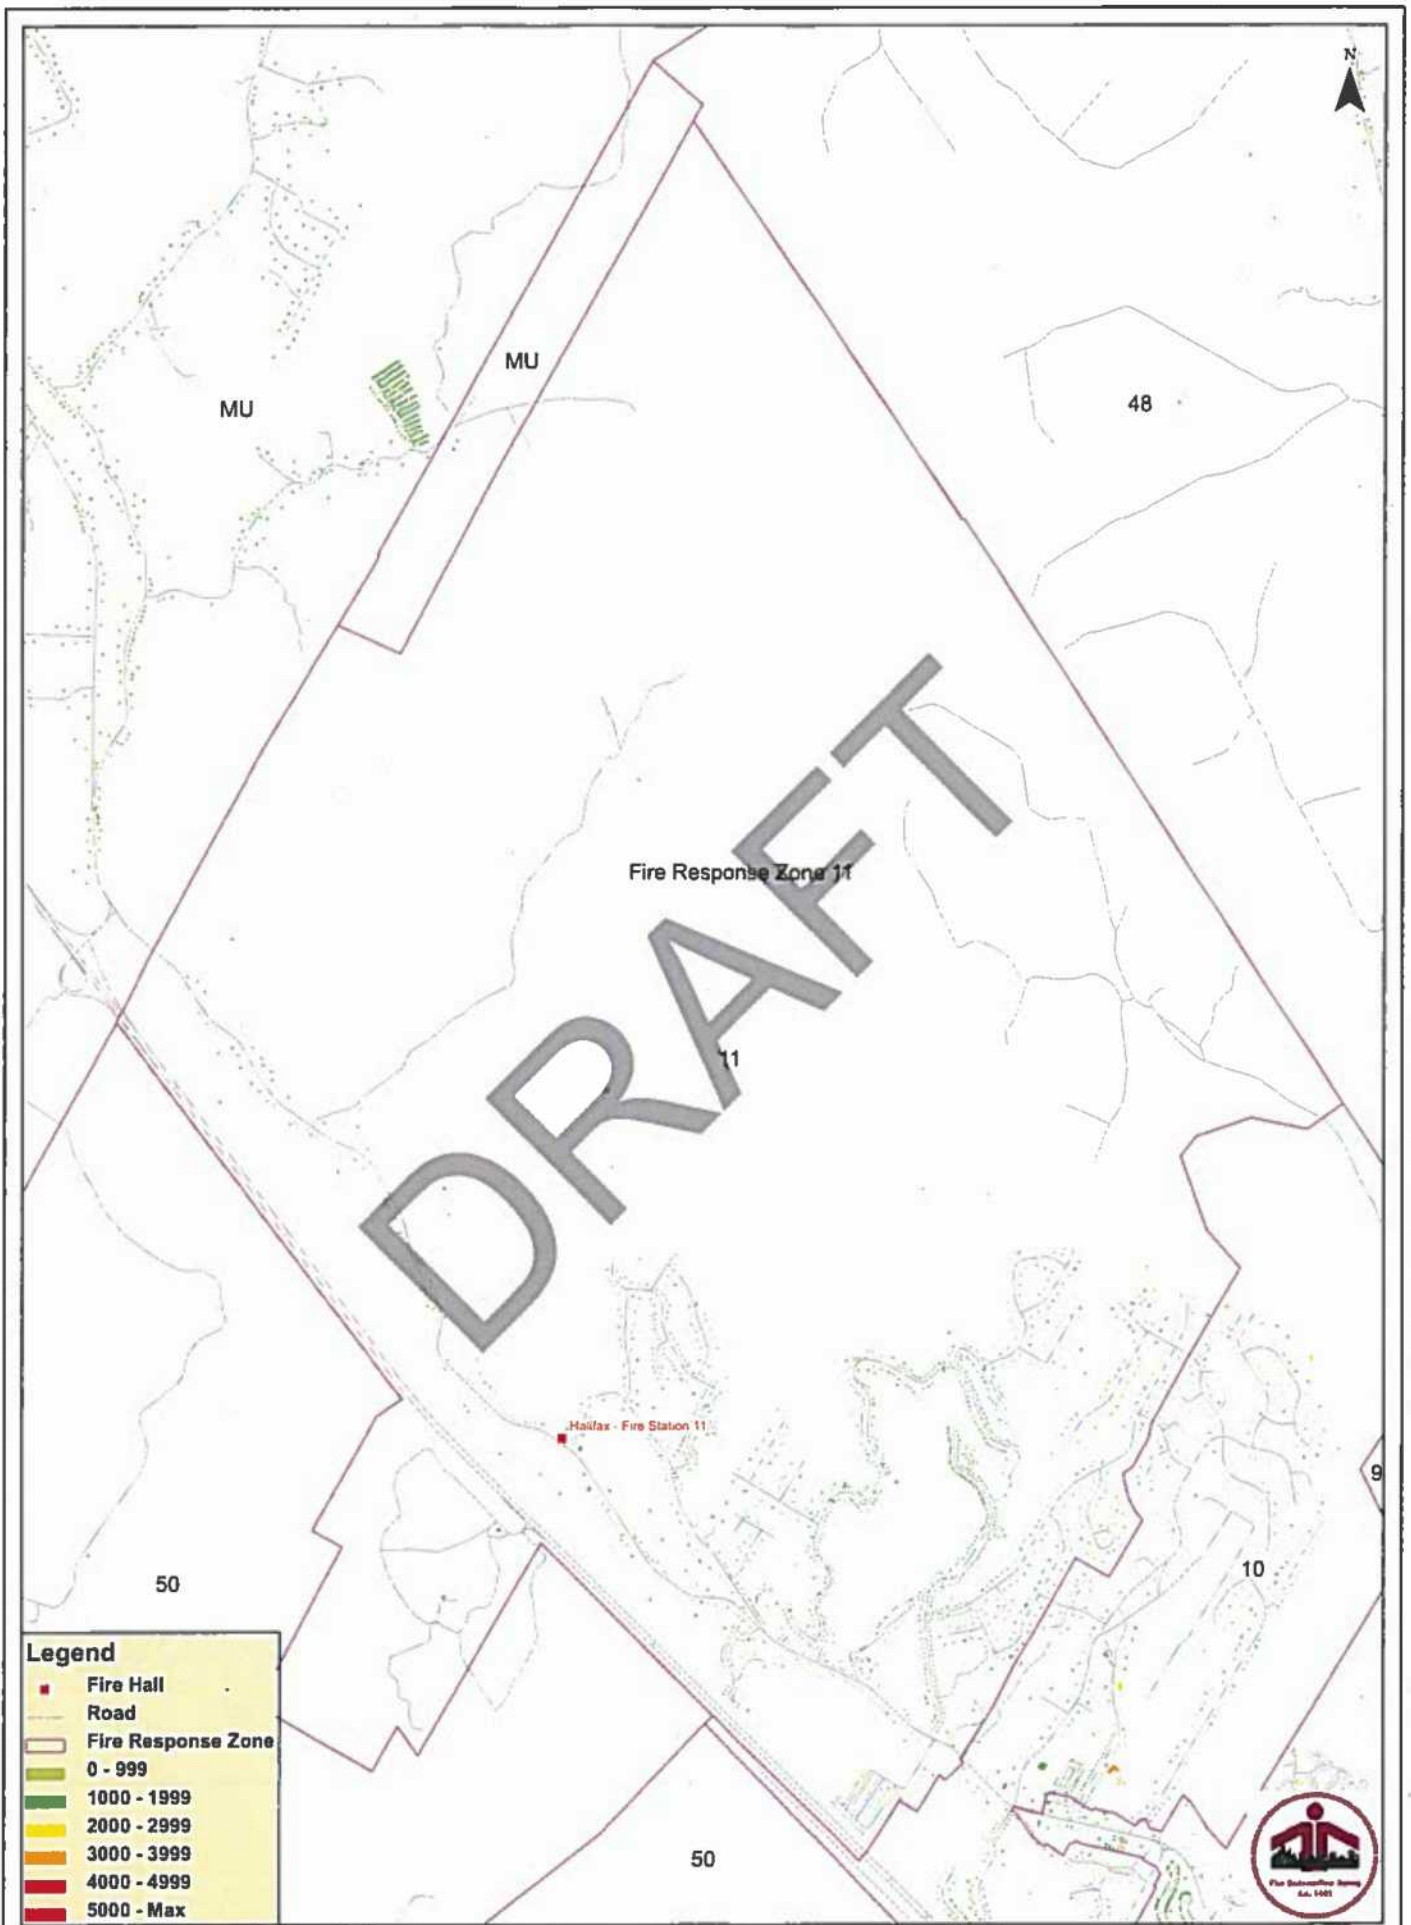 N
MU
MU
48
Fire Response Zone 11
DRAFT
11
Halifax - Fire Station 11
9
10
50
50
Legend
Fire Hall
Road
Fire Response Zone
0 - 999
1000 - 1999
2000 - 2999
3000 - 3999
4000 - 4999
5000 - Max